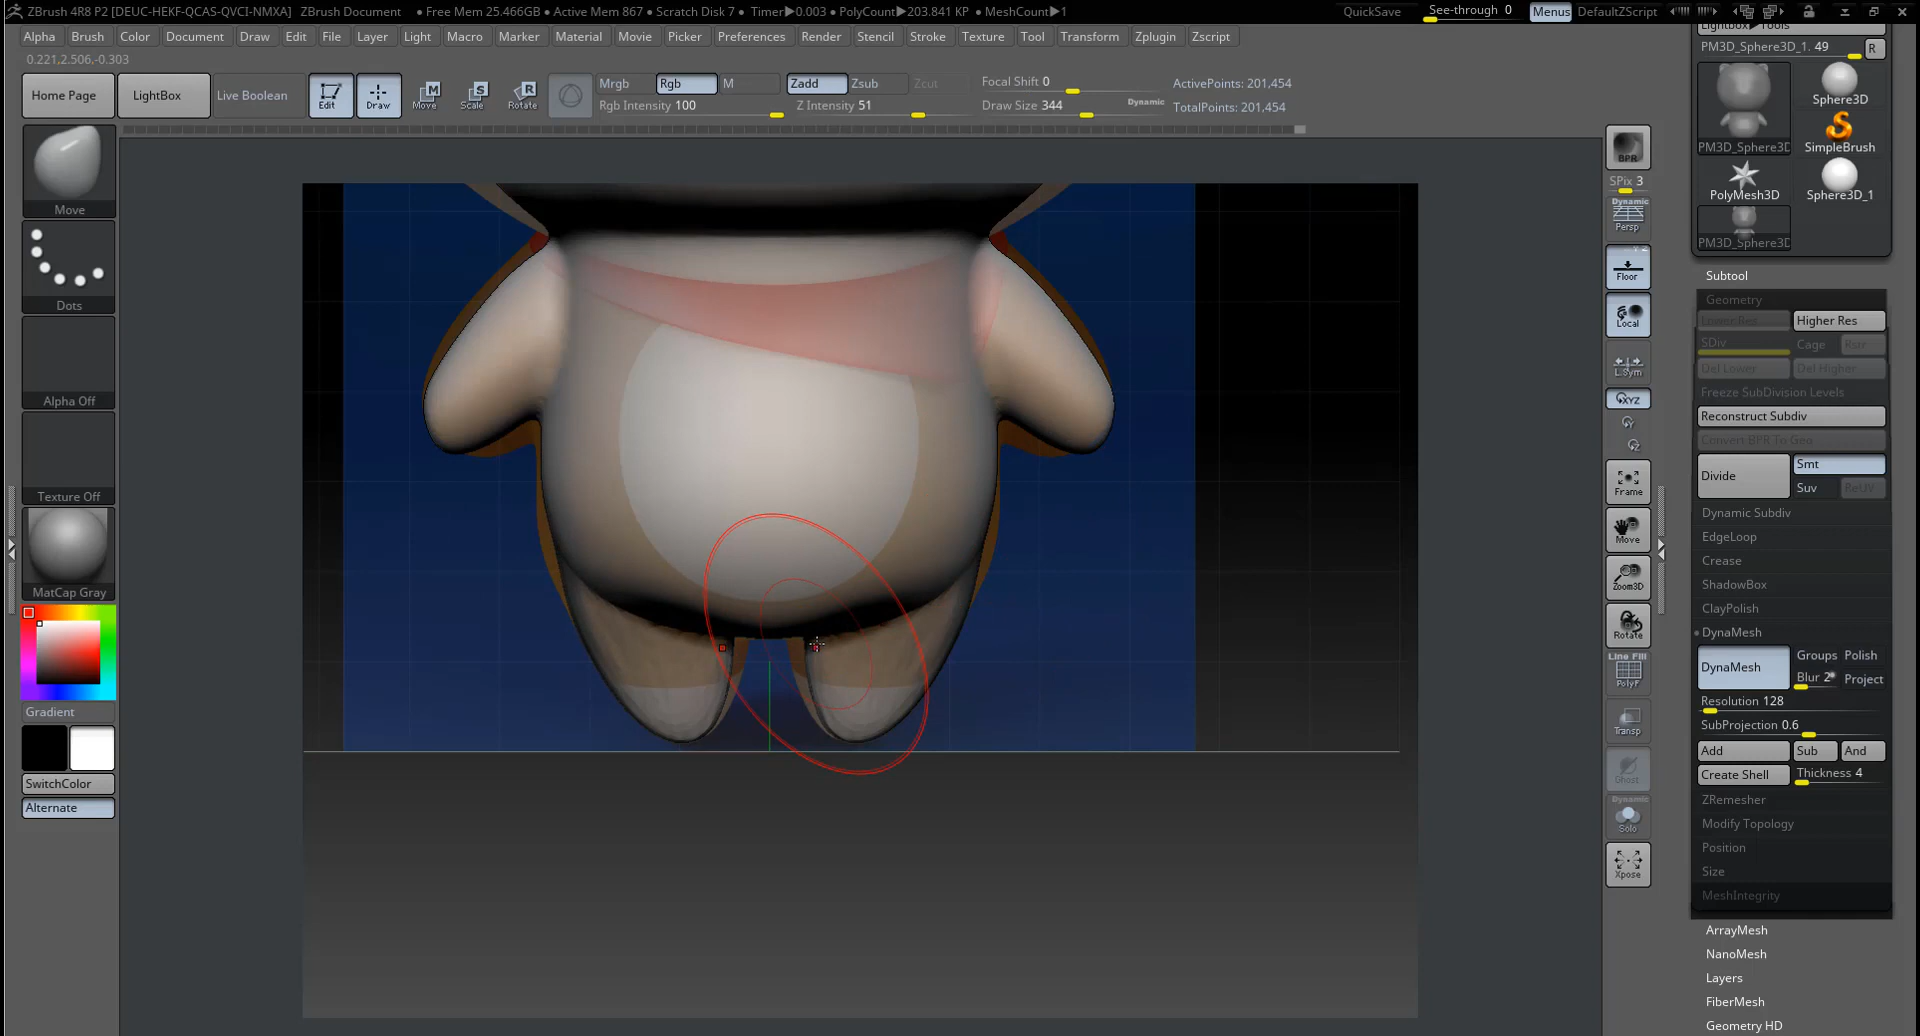 ZBrush 4R8 P2 [DEUC-HEKF-QCAS-QVCI-NMXA] ZBrush Document • Free Mem 25.466GB • Active Mem 867 • Scratch Disk 7 • Timer▶0.003 • PolyCount▶203.841 KP • MeshCount▶1 QuickSave See-through 0 Menus DefaultZScript
Alpha Brush Color Document Draw Edit File Layer Light Macro Marker Material Movie Picker Preferences Render Stencil Stroke Texture Tool Transform Zplugin Zscript
0.221,2.506,-0.303
Home Page LightBox Live Boolean Edit Draw Move Scale Rotate
Mrgb Rgb M Zadd Zsub Zcut Focal Shift 0 ActivePoints: 201,454
Rgb Intensity 100 Z Intensity 51 Draw Size 344 Dynamic TotalPoints: 201,454
Move
Dots
Alpha Off
Texture Off
MatCap Gray
Gradient
SwitchColor
Alternate
BPR
SPix 3
Dynamic
Persp
Floor
Local
L.Sym
XYZ
Frame
Move
Zoom3D
Rotate
Line Fill
PolyF
Transp
Ghost
Dynamic
Solo
Xpose
Lightbox▶Tools
PM3D_Sphere3D_1. 49 R
Sphere3D
PM3D_Sphere3D SimpleBrush
PolyMesh3D Sphere3D_1
PM3D_Sphere3D
Subtool
Geometry
Lower Res Higher Res
SDiv Cage Rstr
Del Lower Del Higher
Freeze SubDivision Levels
Reconstruct Subdiv
Convert BPR To Geo
Divide Smt
Suv ReUV
Dynamic Subdiv
EdgeLoop
Crease
ShadowBox
ClayPolish
DynaMesh
DynaMesh Groups Polish
Blur 2 Project
Resolution 128
SubProjection 0.6
Add Sub And
Create Shell Thickness 4
ZRemesher
Modify Topology
Position
Size
MeshIntegrity
ArrayMesh
NanoMesh
Layers
FiberMesh
Geometry HD